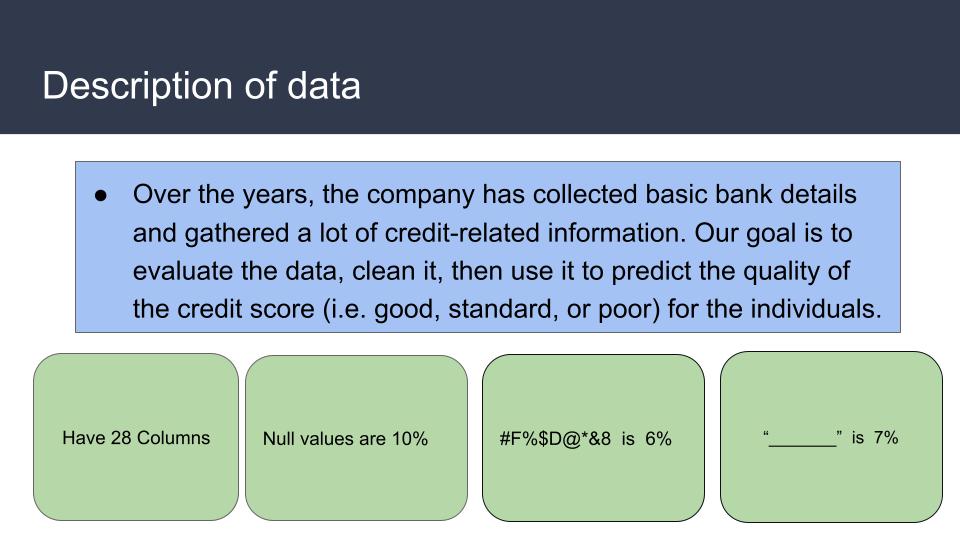 Description of data
● Over the years, the company has collected basic bank details
and gathered a lot of credit-related information. Our goal is to
evaluate the data, clean it, then use it to predict the quality of
the credit score (i.e. good, standard, or poor) for the individuals.
Have 28 Columns
Null values are 10%
#F%$D@*&8 is 6%
“_______” is 7%